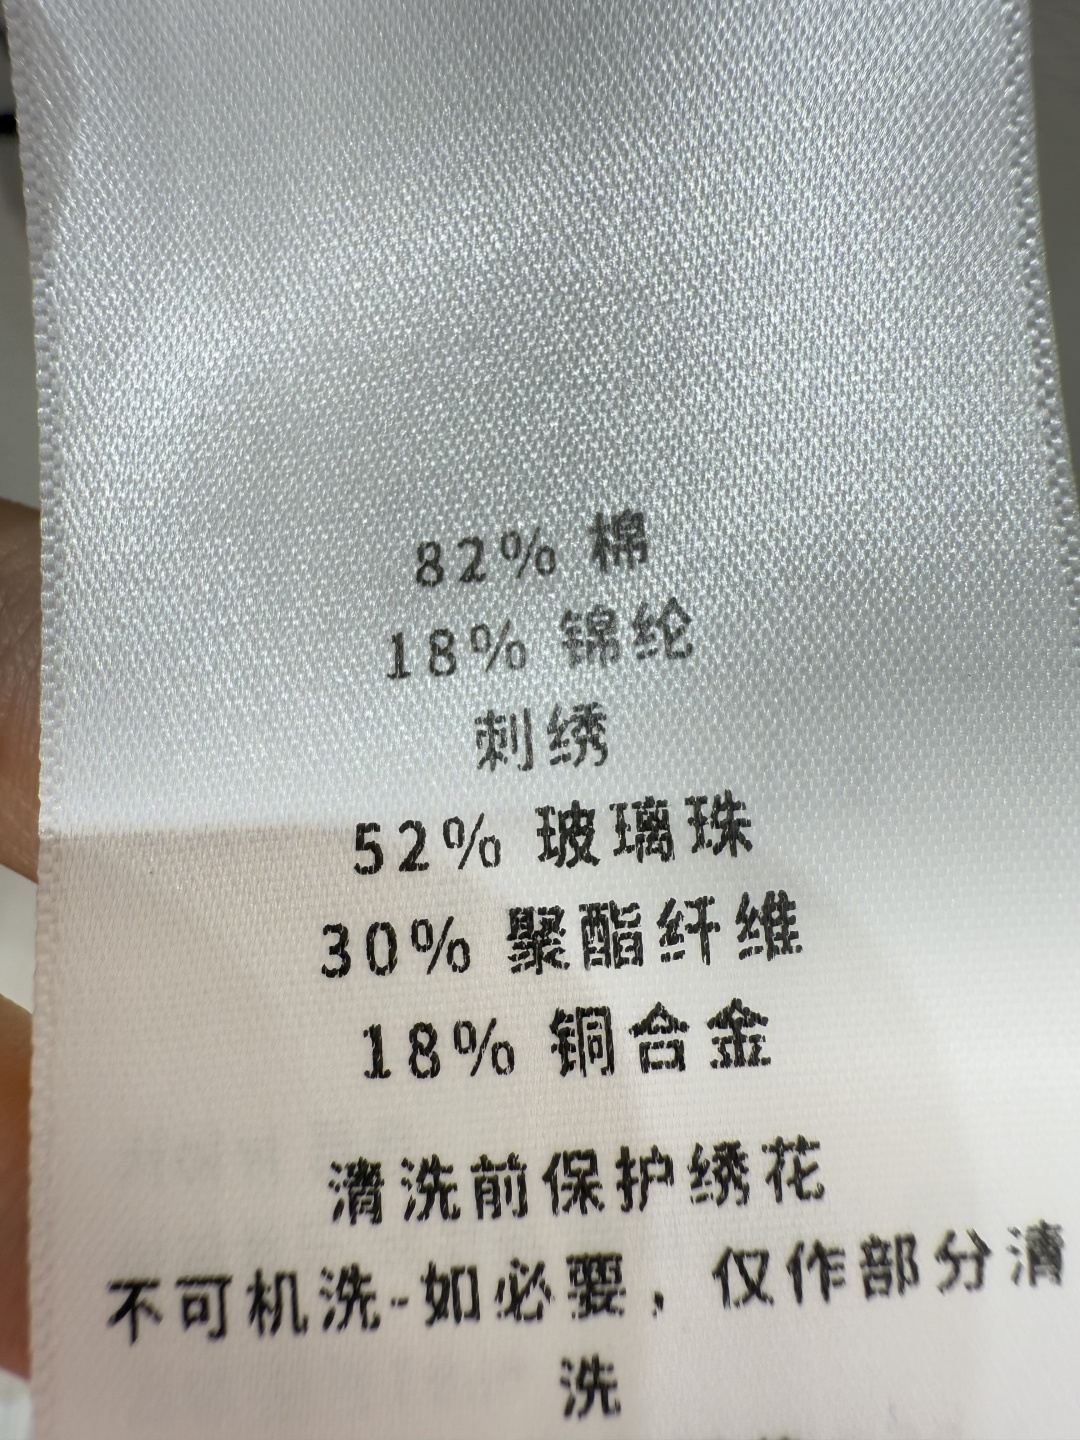 82% 棉
18% 锦纶
刺绣
52% 玻璃珠
30% 聚酯纤维
18% 铜合金
清洗前保护绣花
不可机洗-如必要，仅作部分清
洗